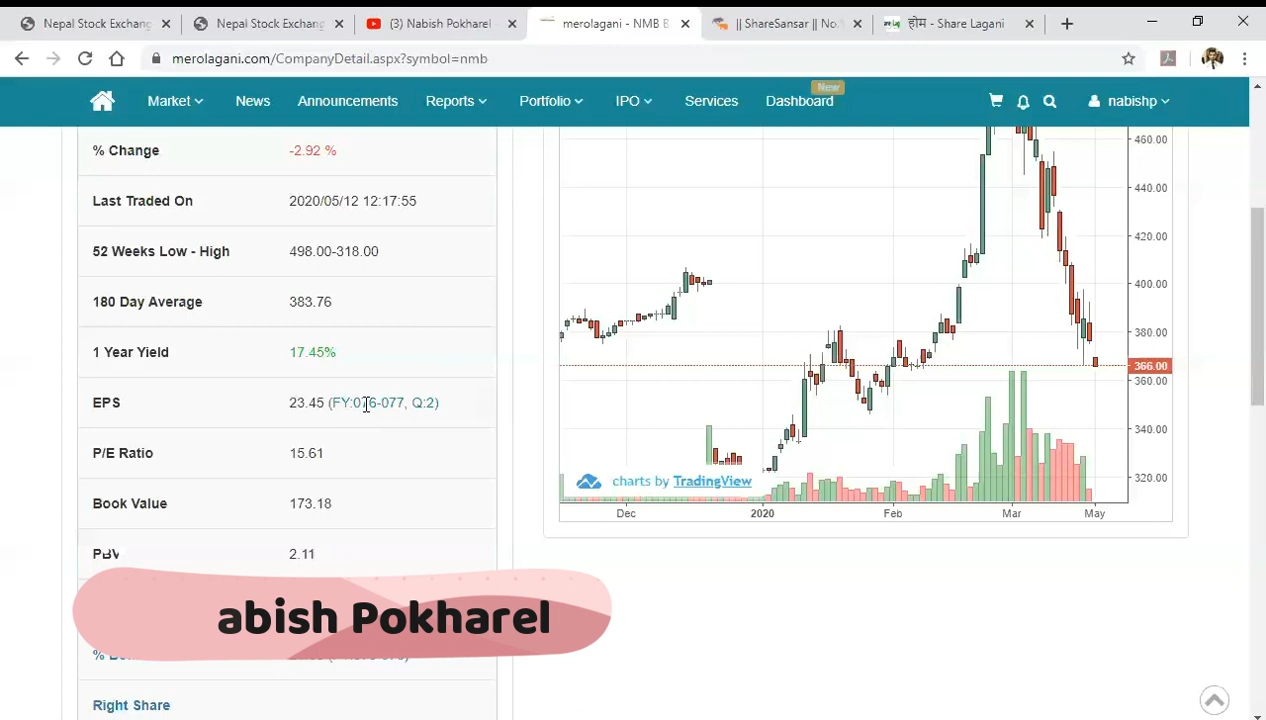 Nepal Stock Exchan
Nepal Stock Exchang
(3) Nabish Pokharel
merolagani - NMB B
|| ShareSansar || No.
होम - Share Lagani
merolagani.com/CompanyDetail.aspx?symbol=nmb
Market
News
Announcements
Reports
Portfolio
IPO
Services
New
Dashboard
nabishp
% Change -2.92 %
Last Traded On 2020/05/12 12:17:55
52 Weeks Low - High 498.00-318.00
180 Day Average 383.76
1 Year Yield 17.45%
EPS 23.45 (FY:076-077, Q:2)
P/E Ratio 15.61
Book Value 173.18
PBV 2.11
abish Pokharel
Right Share
460.00
440.00
420.00
400.00
380.00
366.00
360.00
340.00
320.00
charts by TradingView
Dec 2020 Feb Mar May